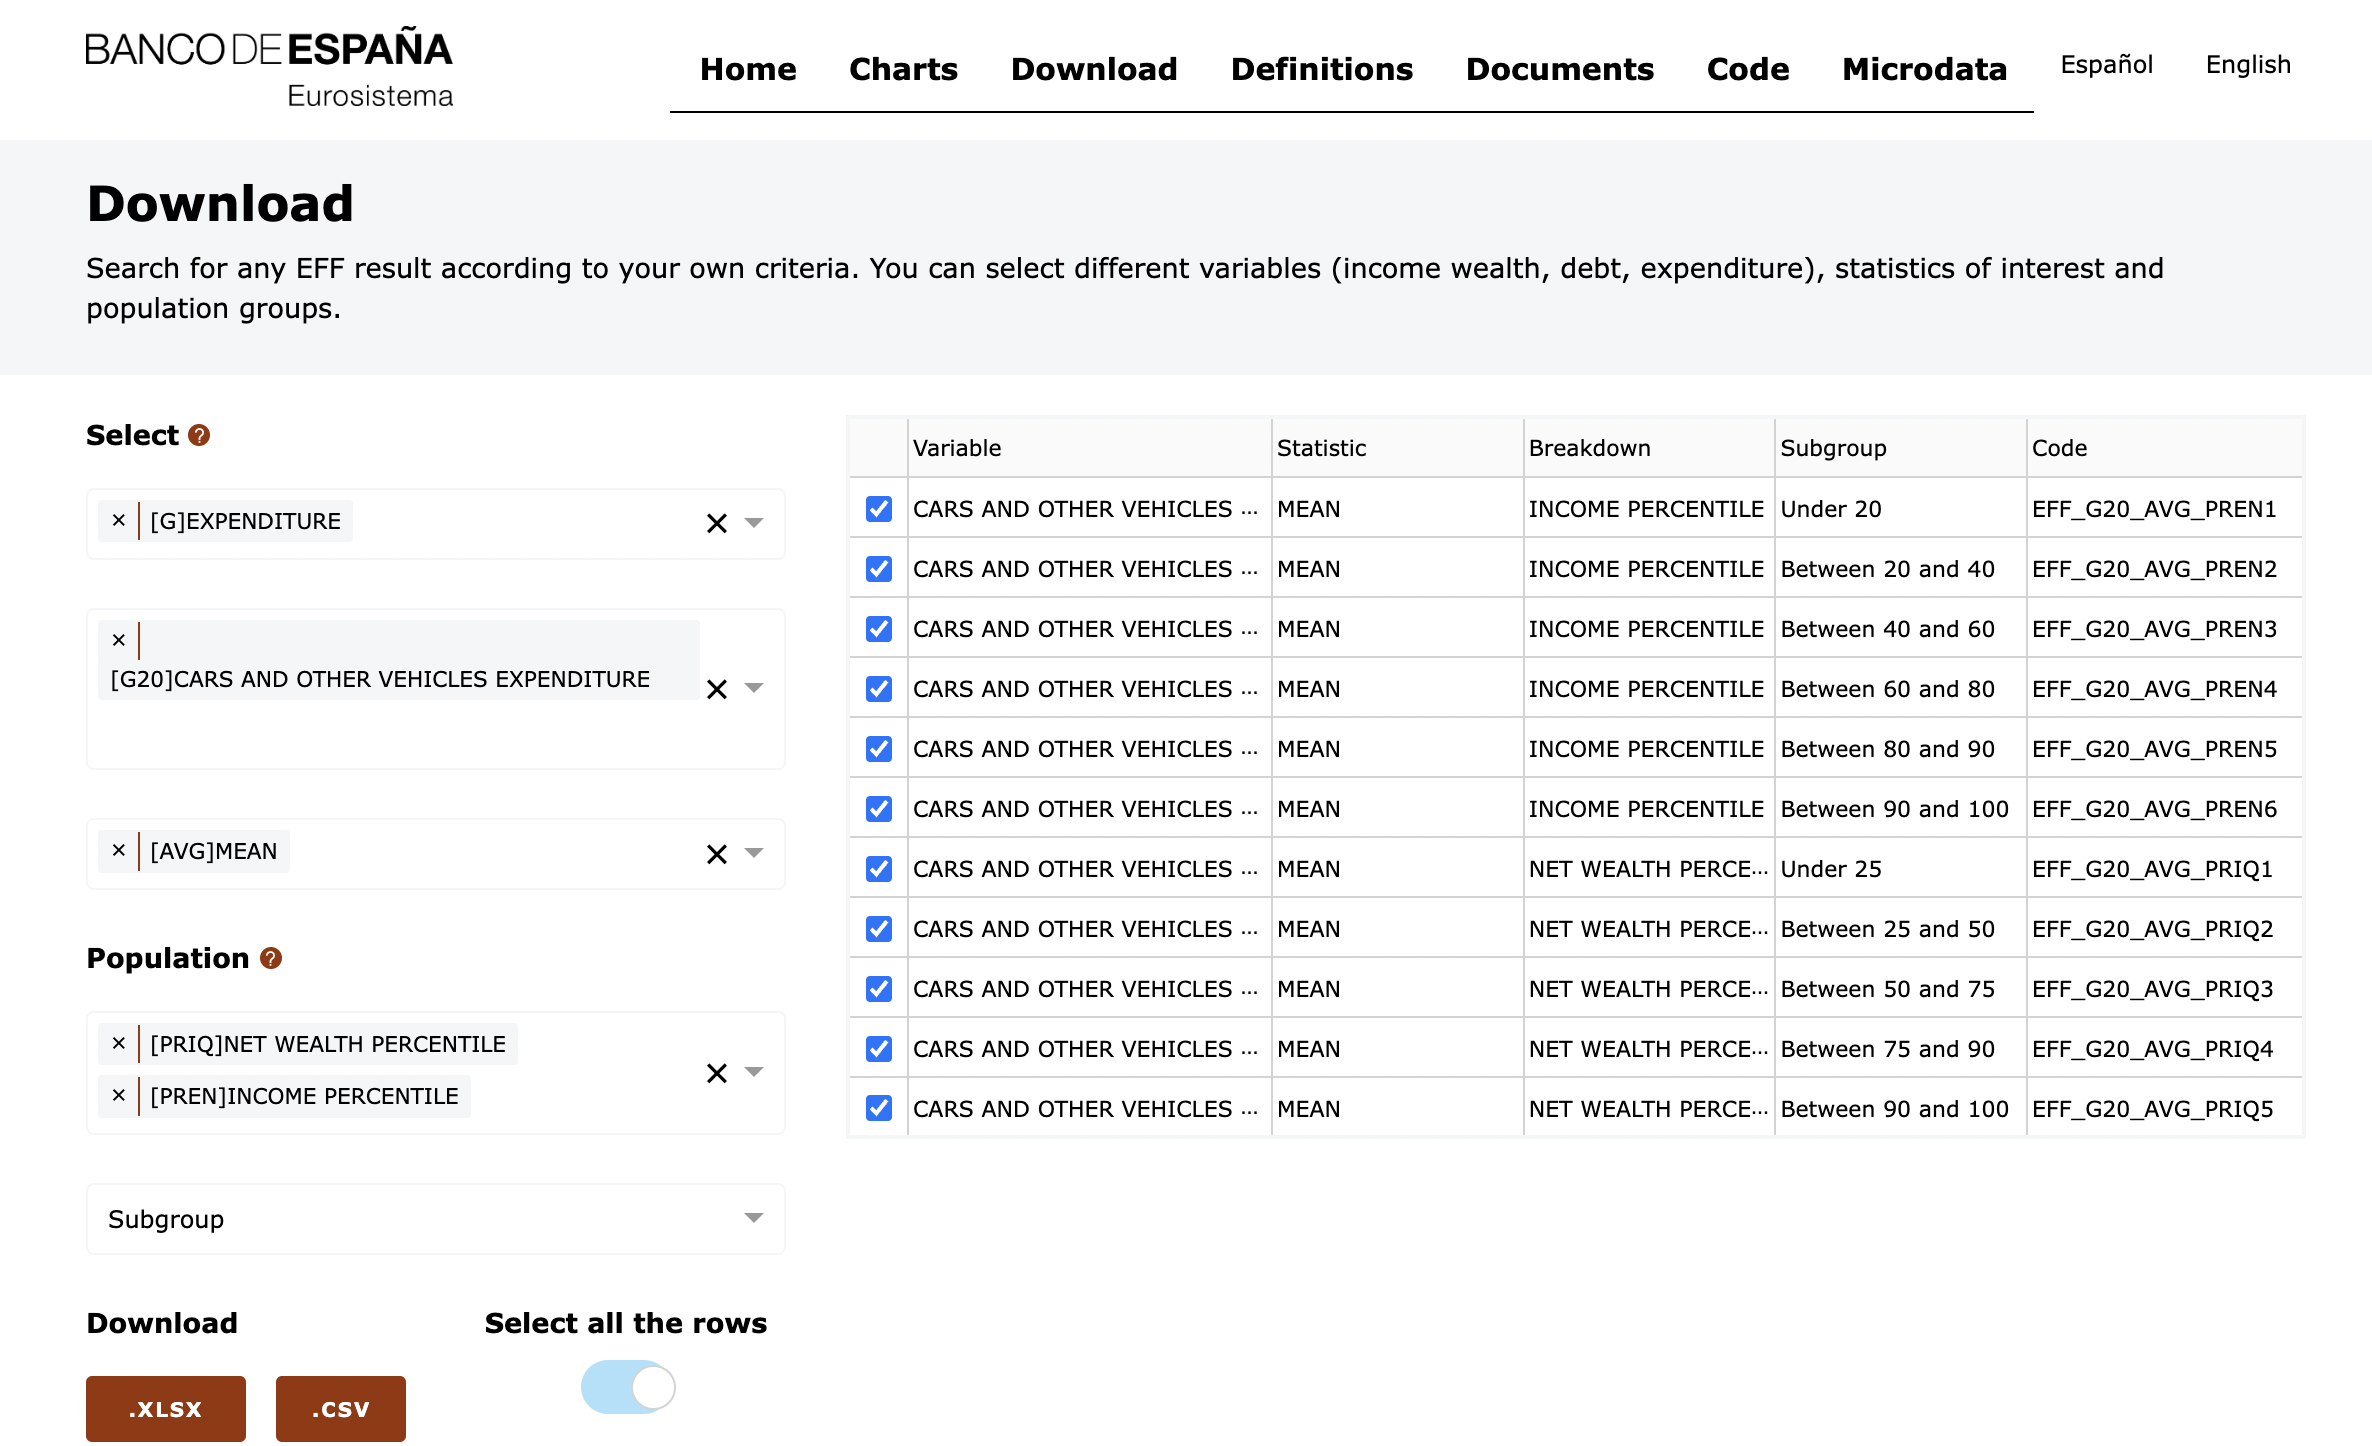 BANCODEESPAÑA
Eurosistema
Home Charts Download Definitions Documents Code Microdata Español English
Download
Search for any EFF result according to your own criteria. You can select different variables (income wealth, debt, expenditure), statistics of interest and
population groups.
Select ?
× [G]EXPENDITURE ×
×
[G20]CARS AND OTHER VEHICLES EXPENDITURE ×
× [AVG]MEAN ×
Population ?
× [PRIQ]NET WEALTH PERCENTILE
× [PREN]INCOME PERCENTILE ×
Subgroup
Download
.XLSX .CSV
Select all the rows
Variable Statistic Breakdown Subgroup Code
CARS AND OTHER VEHICLES ... MEAN INCOME PERCENTILE Under 20 EFF_G20_AVG_PREN1
CARS AND OTHER VEHICLES ... MEAN INCOME PERCENTILE Between 20 and 40 EFF_G20_AVG_PREN2
CARS AND OTHER VEHICLES ... MEAN INCOME PERCENTILE Between 40 and 60 EFF_G20_AVG_PREN3
CARS AND OTHER VEHICLES ... MEAN INCOME PERCENTILE Between 60 and 80 EFF_G20_AVG_PREN4
CARS AND OTHER VEHICLES ... MEAN INCOME PERCENTILE Between 80 and 90 EFF_G20_AVG_PREN5
CARS AND OTHER VEHICLES ... MEAN INCOME PERCENTILE Between 90 and 100 EFF_G20_AVG_PREN6
CARS AND OTHER VEHICLES ... MEAN NET WEALTH PERCE... Under 25 EFF_G20_AVG_PRIQ1
CARS AND OTHER VEHICLES ... MEAN NET WEALTH PERCE... Between 25 and 50 EFF_G20_AVG_PRIQ2
CARS AND OTHER VEHICLES ... MEAN NET WEALTH PERCE... Between 50 and 75 EFF_G20_AVG_PRIQ3
CARS AND OTHER VEHICLES ... MEAN NET WEALTH PERCE... Between 75 and 90 EFF_G20_AVG_PRIQ4
CARS AND OTHER VEHICLES ... MEAN NET WEALTH PERCE... Between 90 and 100 EFF_G20_AVG_PRIQ5